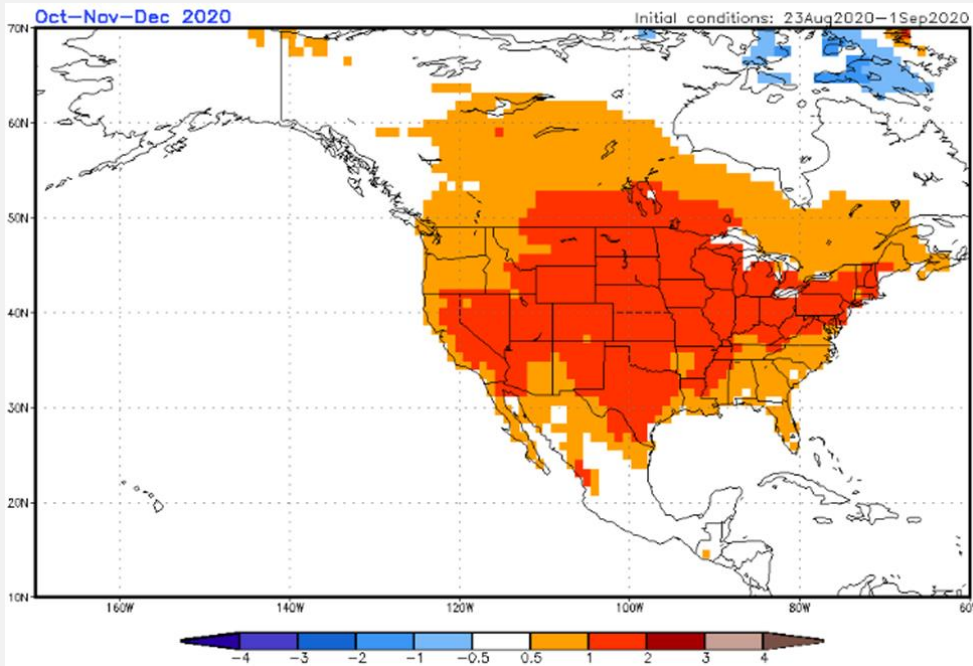 Oct-Nov-Dec 2020
Initial conditions: 23Aug2020-1Sep2020
70N
60N
50N
40N
30N
20N
10N
160W 140W 120W 100W 80W 60
-4 -3 -2 -1 -0.5 0.5 1 2 3 4